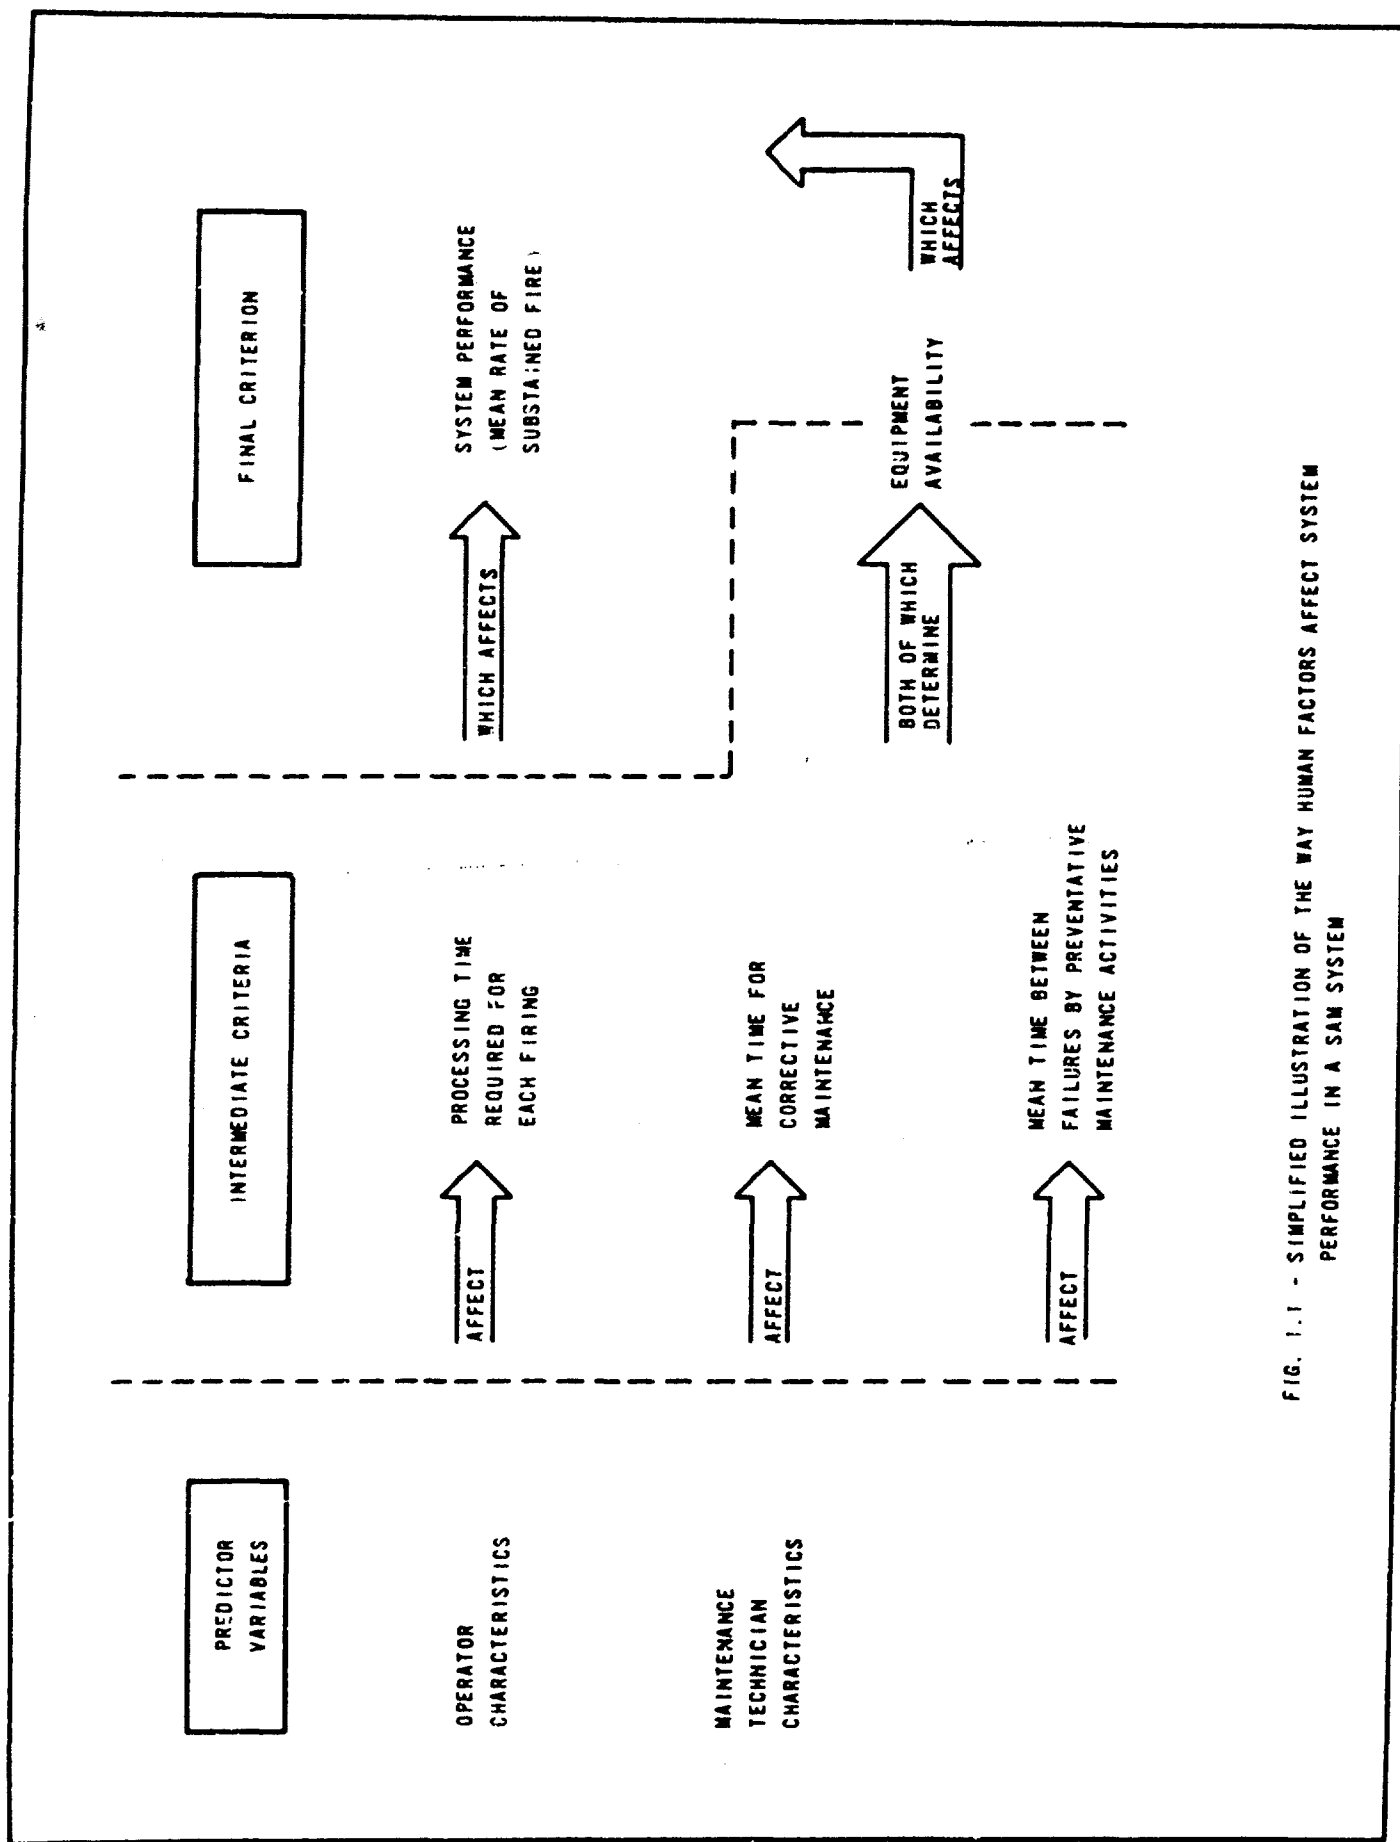 PREDICTOR
VARIABLES
INTERMEDIATE CRITERIA
FINAL CRITERION
OPERATOR
CHARACTERISTICS
AFFECT
PROCESSING TIME
REQUIRED FOR
EACH FIRING
WHICH AFFECTS
SYSTEM PERFORMANCE
(MEAN RATE OF
SUBSTAINED FIRE)
MAINTENANCE
TECHNICIAN
CHARACTERISTICS
AFFECT
MEAN TIME FOR
CORRECTIVE
MAINTENANCE
AFFECT
MEAN TIME BETWEEN
FAILURES BY PREVENTATIVE
MAINTENANCE ACTIVITIES
BOTH OF WHICH
DETERMINE
EQUIPMENT
AVAILABILITY
WHICH
AFFECTS
FIG. 1.1 - SIMPLIFIED ILLUSTRATION OF THE WAY HUMAN FACTORS AFFECT SYSTEM
PERFORMANCE IN A SAM SYSTEM